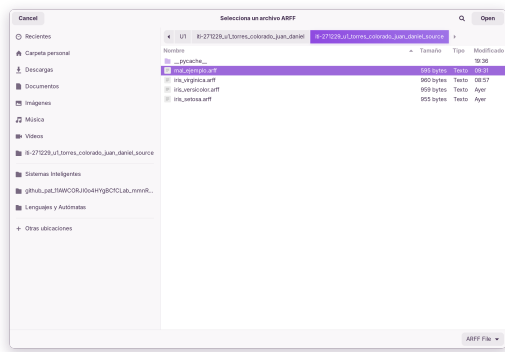 Cancel Selecciona un archivo ARFF Open
Recientes
Carpeta personal
Descargas
Documentos
Imágenes
Música
Vídeos
iti-271229_u1_torres_colorado_juan_daniel_source
Sistemas Inteligentes
Lenguajes y Autómatas
Otras ubicaciones
U1 iti-271229_u1_torres_colorado_juan_daniel iti-271229_u1_torres_colorado_juan_daniel_source
Nombre Tamaño Tipo Modificado
__pycache__ 19:36
mal_ejemplo.arff 595 bytes Texto 09:31
iris_virginica.arff 960 bytes Texto 08:57
iris_versicolor.arff 959 bytes Texto Ayer
iris_setosa.arff 955 bytes Texto Ayer
ARFF File